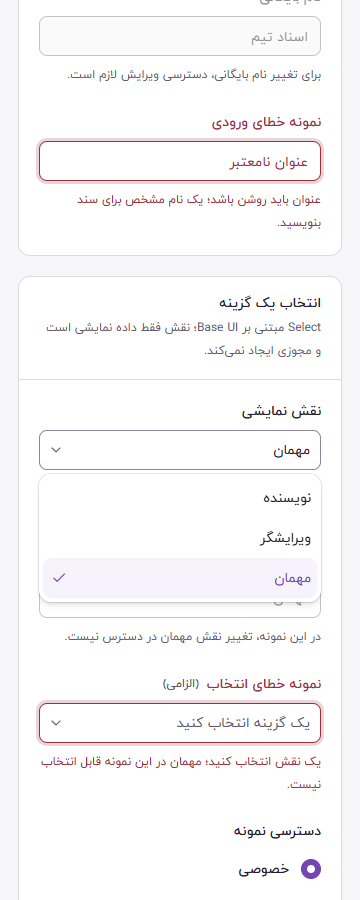 اسناد تیم
برای تغییر نام بایگانی، دسترسی ویرایش لازم است.
نمونه خطای ورودی
عنوان نامعتبر
عنوان باید روشن باشد؛ یک نام مشخص برای سند
بنویسید.
انتخاب یک گزینه
Select مبتنی بر Base UI؛ نقش فقط داده نمایشی است
و مجوزی ایجاد نمی‌کند.
نقش نمایشی
مهمان
نویسنده
ویرایشگر
مهمان
در این نمونه، تغییر نقش مهمان در دسترس نیست.
نمونه خطای انتخاب (الزامی)
یک گزینه انتخاب کنید
یک نقش انتخاب کنید؛ مهمان در این نمونه قابل انتخاب
نیست.
دسترسی نمونه
خصوصی